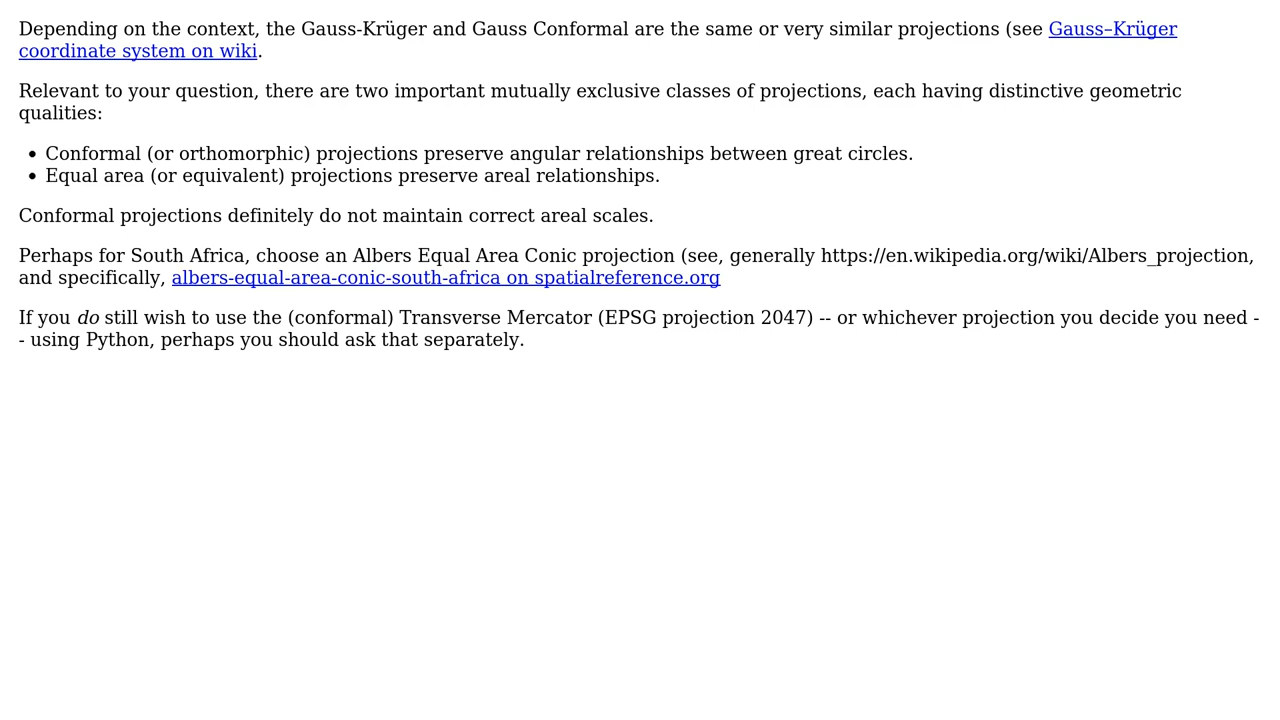 Depending on the context, the Gauss-Krüger and Gauss Conformal are the same or very similar projections (see Gauss–Krüger
coordinate system on wiki.
Relevant to your question, there are two important mutually exclusive classes of projections, each having distinctive geometric
qualities:
• Conformal (or orthomorphic) projections preserve angular relationships between great circles.
• Equal area (or equivalent) projections preserve areal relationships.
Conformal projections definitely do not maintain correct areal scales.
Perhaps for South Africa, choose an Albers Equal Area Conic projection (see, generally https://en.wikipedia.org/wiki/Albers_projection,
and specifically, albers-equal-area-conic-south-africa on spatialreference.org
If you do still wish to use the (conformal) Transverse Mercator (EPSG projection 2047) -- or whichever projection you decide you need -
- using Python, perhaps you should ask that separately.